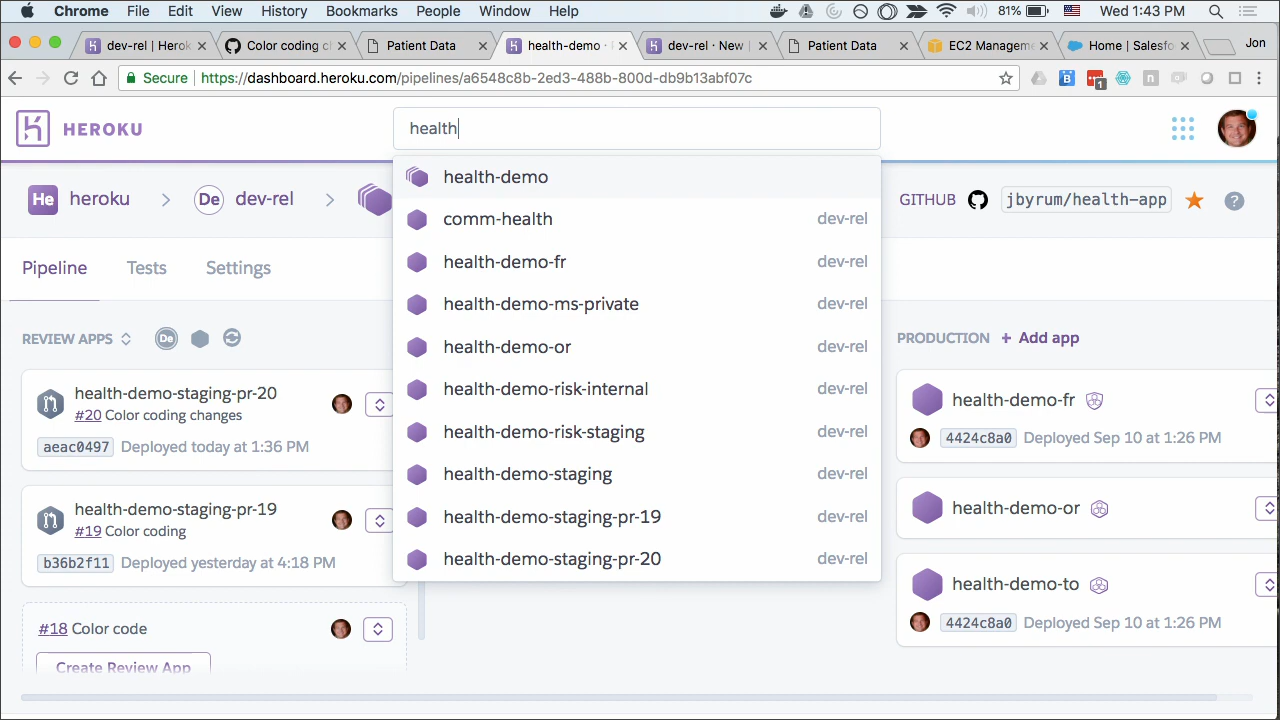 Chrome File Edit View History Bookmarks People Window Help 81% Wed 1:43 PM
dev-rel | Herok
Color coding c
Patient Data
health-demo ·
dev-rel · New
Patient Data
EC2 Manageme
Home | Salesfo
Jon
Secure https://dashboard.heroku.com/pipelines/a6548c8b-2ed3-488b-800d-db9b13abf07c
1
HEROKU
health
He heroku > De dev-rel >
GITHUB jbyrum/health-app ?
health-demo
comm-health dev-rel
health-demo-fr dev-rel
health-demo-ms-private dev-rel
health-demo-or dev-rel
health-demo-risk-internal dev-rel
health-demo-risk-staging dev-rel
health-demo-staging dev-rel
health-demo-staging-pr-19 dev-rel
health-demo-staging-pr-20 dev-rel
Pipeline Tests Settings
REVIEW APPS De
health-demo-staging-pr-20
#20 Color coding changes
aeac0497 Deployed today at 1:36 PM
health-demo-staging-pr-19
#19 Color coding
b36b2f11 Deployed yesterday at 4:18 PM
#18 Color code
Create Review App
PRODUCTION + Add app
health-demo-fr
4424c8a0 Deployed Sep 10 at 1:26 PM
health-demo-or
health-demo-to
4424c8a0 Deployed Sep 10 at 1:26 PM